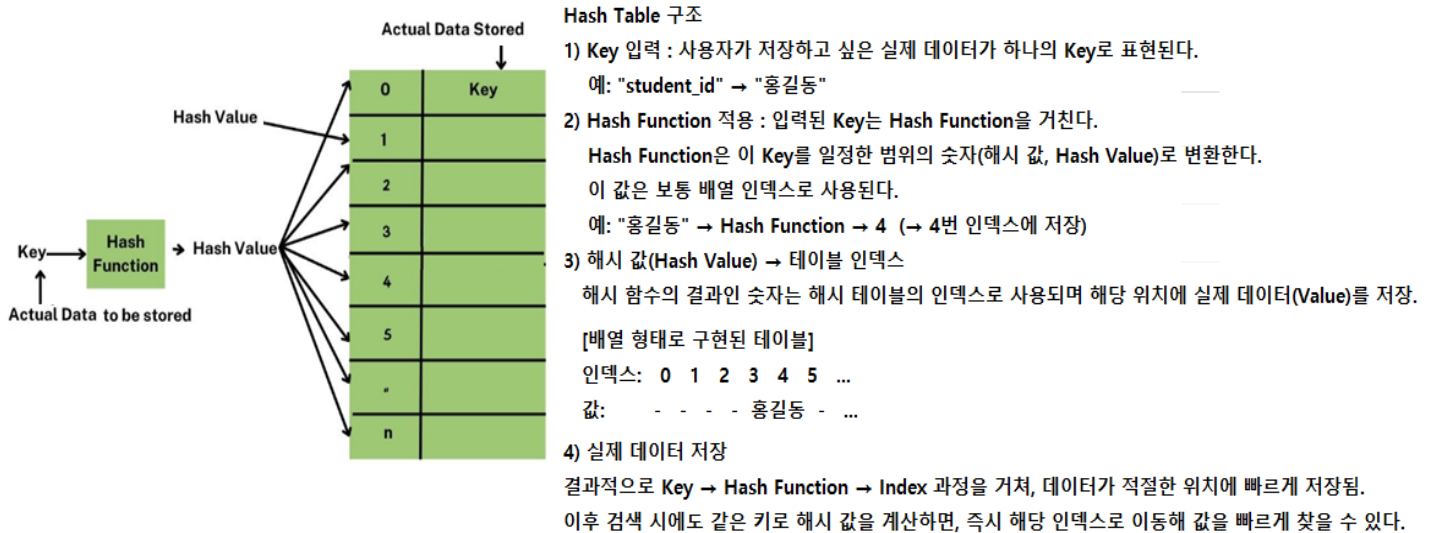 Actual Data Stored
0 Key
Hash Value
1
2
3
Key
Hash Function
Hash Value
4
Actual Data to be stored
5
"
n
Hash Table 구조
1) Key 입력 : 사용자가 저장하고 싶은 실제 데이터가 하나의 Key로 표현된다.
예: "student_id" → "홍길동"
2) Hash Function 적용 : 입력된 Key는 Hash Function을 거친다.
Hash Function은 이 Key를 일정한 범위의 숫자(해시 값, Hash Value)로 변환한다.
이 값은 보통 배열 인덱스로 사용된다.
예: "홍길동" → Hash Function → 4 (→ 4번 인덱스에 저장)
3) 해시 값(Hash Value) → 테이블 인덱스
해시 함수의 결과인 숫자는 해시 테이블의 인덱스로 사용되며 해당 위치에 실제 데이터(Value)를 저장.
[배열 형태로 구현된 테이블]
인덱스: 0 1 2 3 4 5 ...
값: - - - - 홍길동 - ...
4) 실제 데이터 저장
결과적으로 Key → Hash Function → Index 과정을 거쳐, 데이터가 적절한 위치에 빠르게 저장됨.
이후 검색 시에도 같은 키로 해시 값을 계산하면, 즉시 해당 인덱스로 이동해 값을 빠르게 찾을 수 있다.